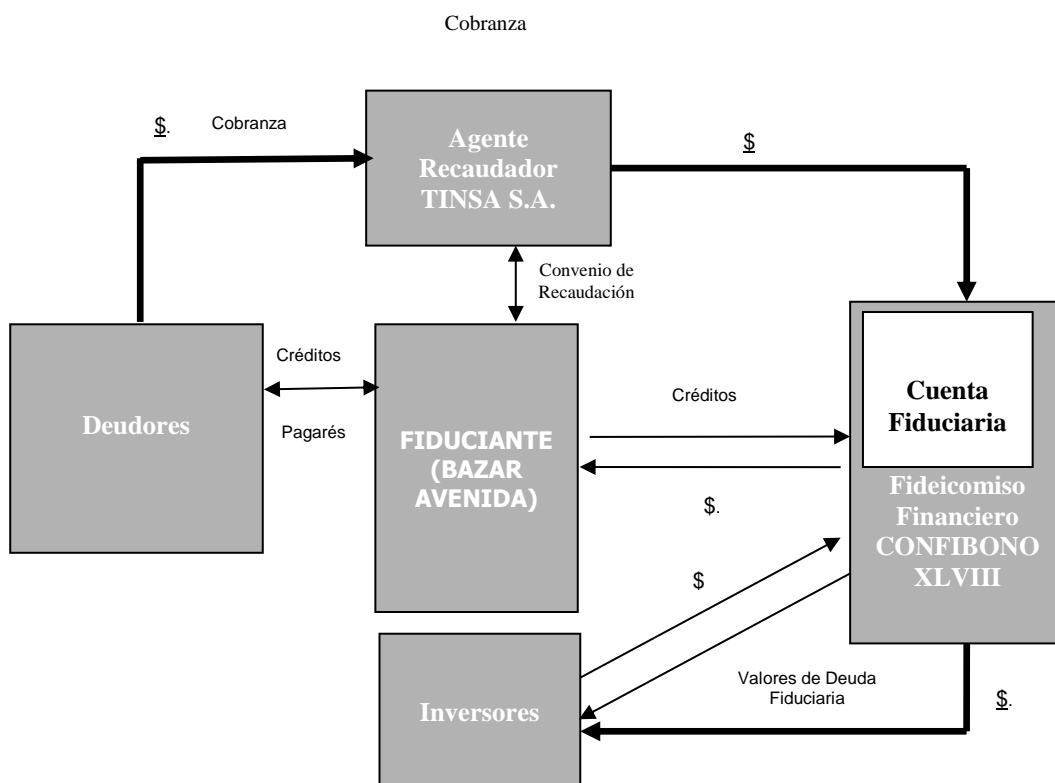 Cobranza
$.
Cobranza
$
Agente
Recaudador
TINSA S.A.
Convenio de
Recaudación
Deudores
Créditos
Pagarés
FIDUCIANTE
(BAZAR
AVENIDA)
Créditos
$.
Cuenta
Fiduciaria
Fideicomiso
Financiero
CONFIBONO
XLVIII
$
Inversores
Valores de Deuda
Fiduciaria
$.